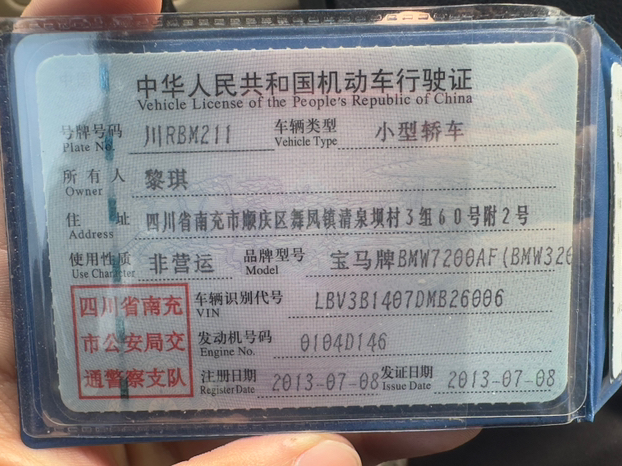 中华人民共和国机动车行驶证
Vehicle License of the People's Republic of China
号牌号码 川RBM211 车辆类型 小型轿车
Plate No. Vehicle Type
所有人 黎琪
Owner
住址 四川省南充市顺庆区舞凤镇清泉坝村3组60号附2号
Address
使用性质 非营运 品牌型号 宝马牌BMW7200AF(BMW320
Use Character Model
四川省南充 车辆识别代号 LBV3B1407DMB26006
VIN
市公安局交 发动机号码 0104D146
Engine No.
通警察支队 注册日期 2013-07-08 发证日期 2013-07-08
Register Date Issue Date